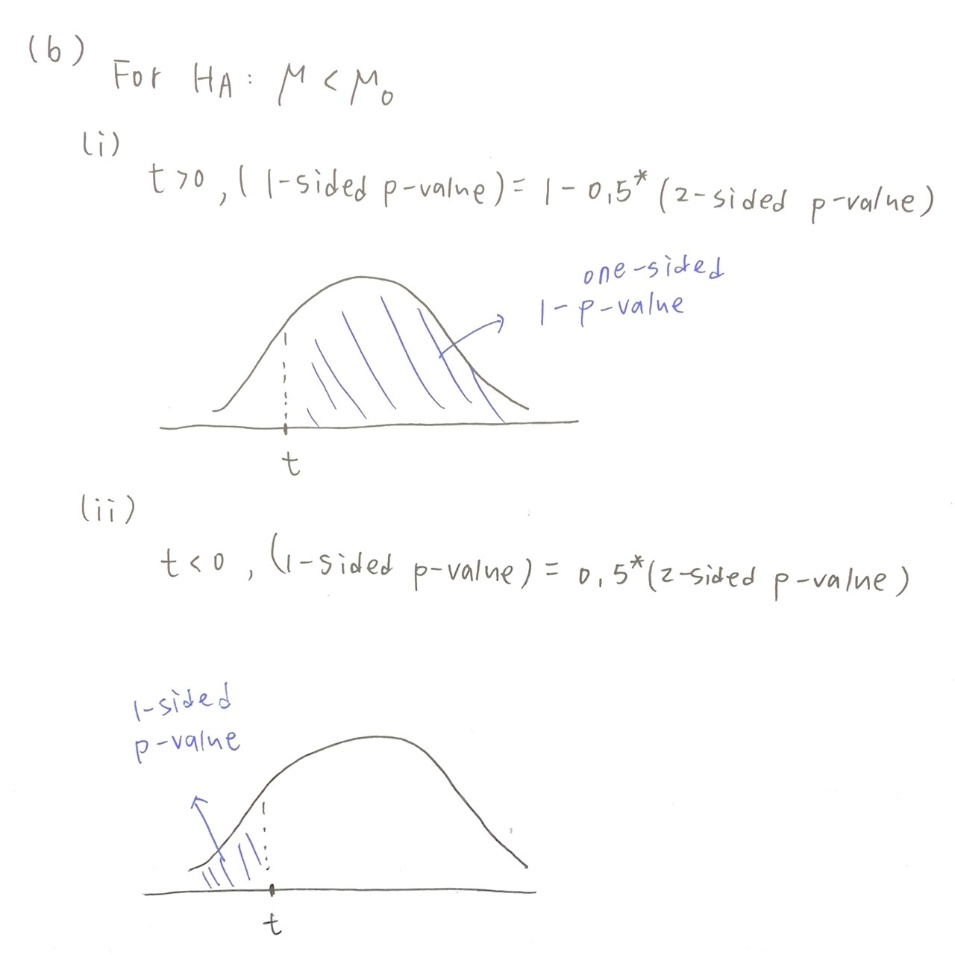 (b)
For HA: μ < μ₀
(i)
t>0, (1-sided p-value) = 1 - 0,5*(2-sided p-value)
one-sided
1-p-value
t
(ii)
t<0, (1-sided p-value) = 0,5*(2-sided p-value)
1-sided
p-value
t